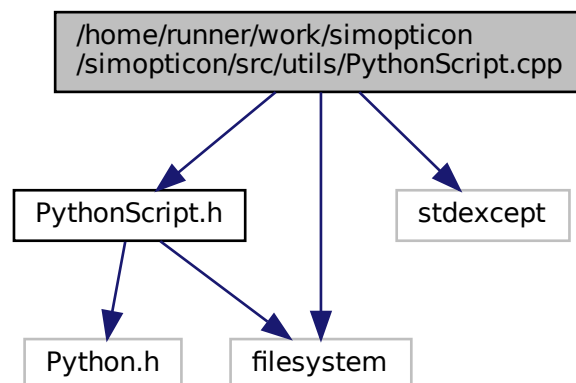 /home/runner/work/simopticon
/simopticon/src/utils/PythonScript.cpp
PythonScript.h
stdexcept
Python.h
filesystem